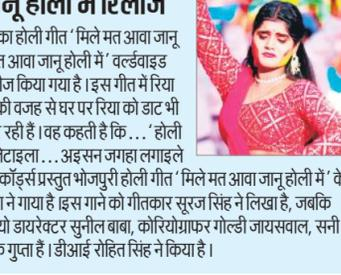 नू होली में रिलीज
का होली गीत ‘मिले मत आवा जानू
त आवा जानू होली में’ वर्ल्डवाइड
ीज किया गया है। इस गीत में रिया
की वजह से घर पर रिया को डाट भी
रही हैं। वह कहती है कि...‘होली
टाइला...अइसन जगहा लगाइले
कॉर्ड्स प्रस्तुत भोजपुरी होली गीत ‘मिले मत आवा जानू होली में’ के
ने गाया है।इस गाने को गीतकार सूरज सिंह ने लिखा है, जबकि
यो डायरेक्टर सुनील बाबा, कोरियोग्राफर गोल्डी जायसवाल, सनी
क गुप्ता हैं। डीआई रोहित सिंह ने किया है।